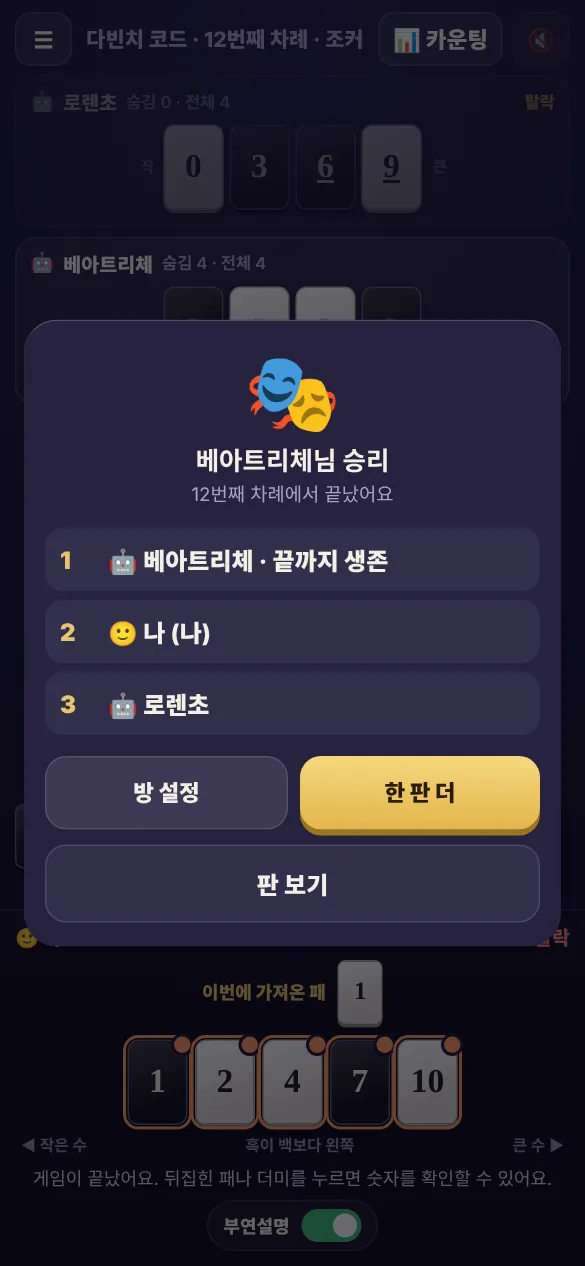 다빈치 코드 · 12번째 차례 · 조커
카운팅
로렌초 숨김 0 · 전체 4
탈락
작 0 3 6 9 큰
베아트리체 숨김 4 · 전체 4
베아트리체님 승리
12번째 차례에서 끝났어요
1 베아트리체 · 끝까지 생존
2 나 (나)
3 로렌초
방 설정
한 판 더
판 보기
이번에 가져온 패 1
1 2 4 7 10
◀ 작은 수 흑이 백보다 왼쪽 큰 수 ▶
게임이 끝났어요. 뒤집힌 패나 더미를 누르면 숫자를 확인할 수 있어요.
부연설명